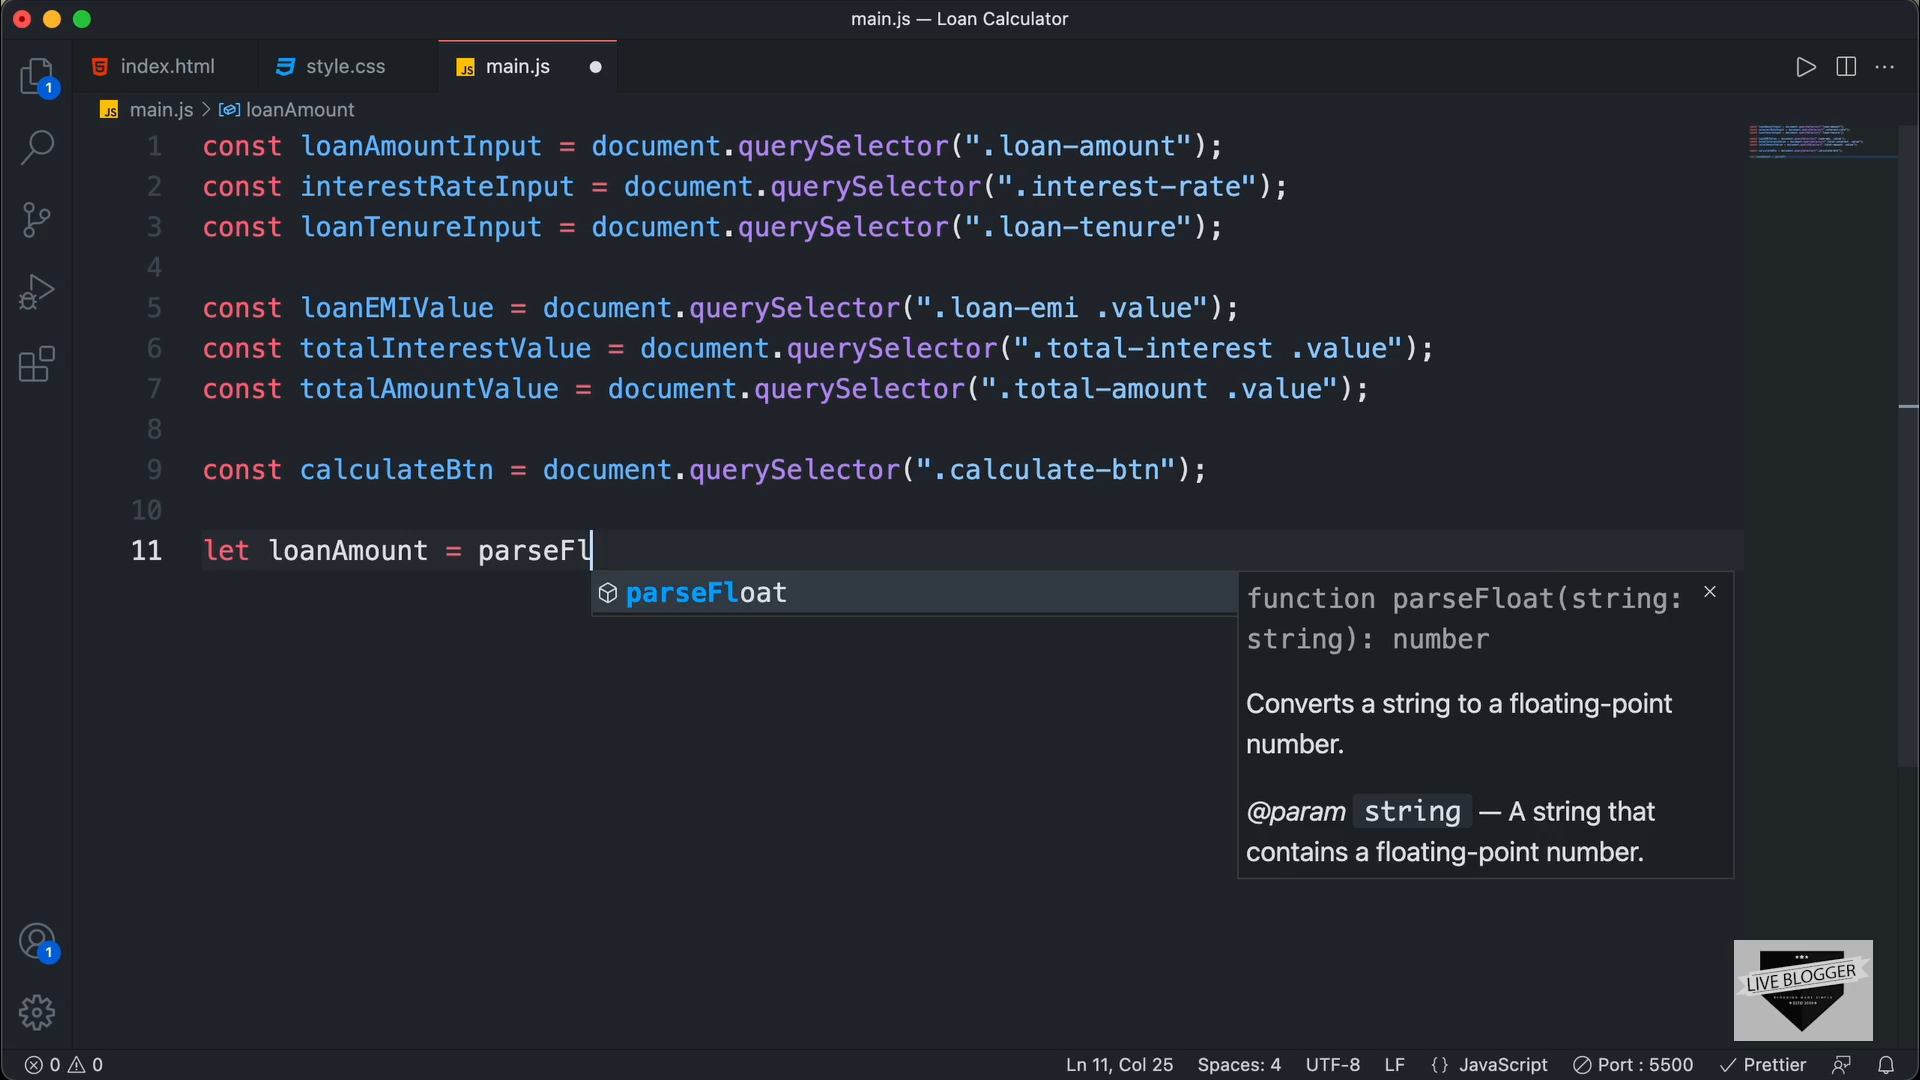 main.js — Loan Calculator
index.html
style.css
JS main.js
JS main.js > loanAmount
1
1 const loanAmountInput = document.querySelector(".loan-amount");
2 const interestRateInput = document.querySelector(".interest-rate");
3 const loanTenureInput = document.querySelector(".loan-tenure");
4
5 const loanEMIValue = document.querySelector(".loan-emi .value");
6 const totalInterestValue = document.querySelector(".total-interest .value");
7 const totalAmountValue = document.querySelector(".total-amount .value");
8
9 const calculateBtn = document.querySelector(".calculate-btn");
10
11 let loanAmount = parseFl
parseFloat
function parseFloat(string:
string): number
Converts a string to a floating-point
number.
@param string — A string that
contains a floating-point number.
1
LIVE BLOGGER
0 0
Ln 11, Col 25 Spaces: 4 UTF-8 LF {} JavaScript Port : 5500 Prettier